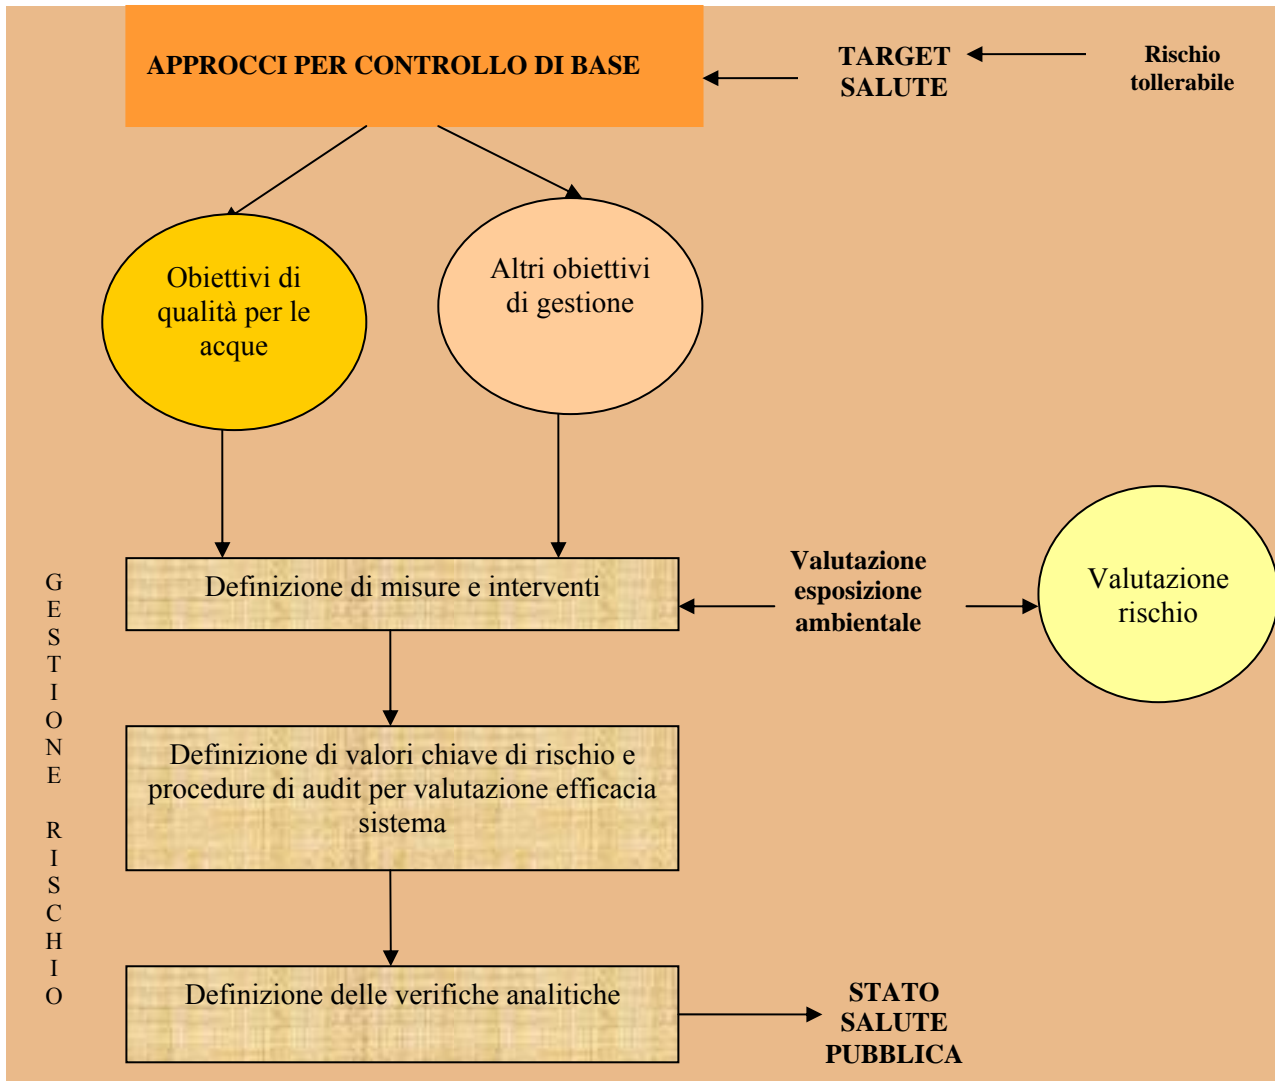 APPROCCI PER CONTROLLO DI BASE
TARGET
SALUTE
Rischio
tollerabile
Obiettivi di
qualità per le
acque
Altri obiettivi
di gestione
Definizione di misure e interventi
Valutazione
esposizione
ambientale
Valutazione
rischio
Definizione di valori chiave di rischio e
procedure di audit per valutazione efficacia
sistema
Definizione delle verifiche analitiche
STATO
SALUTE
PUBBLICA
G
E
S
T
I
O
N
E
R
I
S
C
H
I
O